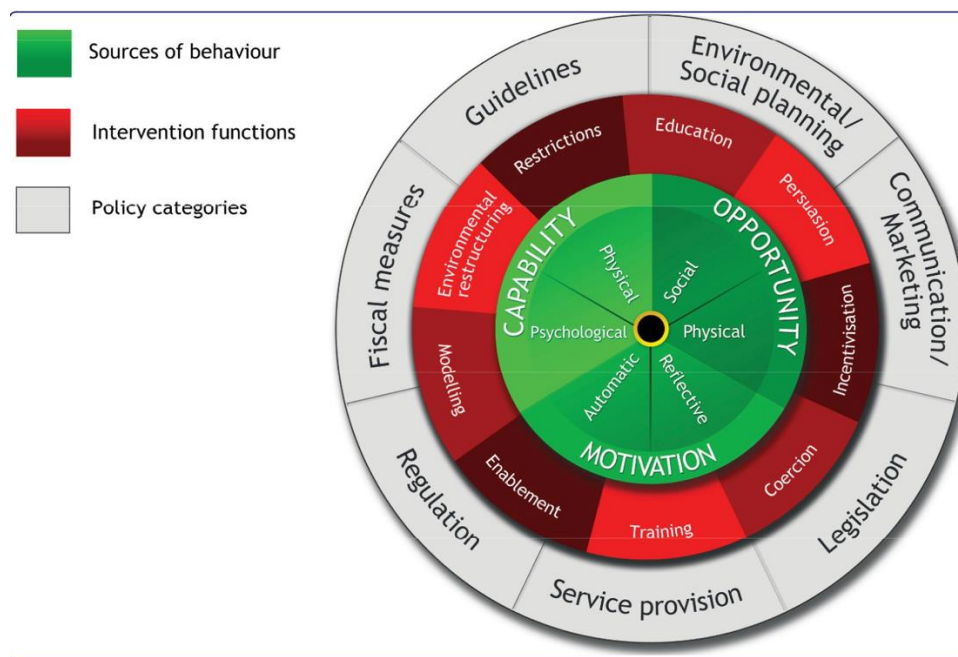 Sources of behaviour
Intervention functions
Policy categories
Guidelines
Environmental/
Social planning
Communication/
Marketing
Legislation
Service provision
Regulation
Fiscal measures
Restrictions
Education
Persuasion
Incentivisation
Coercion
Training
Enablement
Modelling
Environmental
restructuring
CAPABILITY
OPPORTUNITY
MOTIVATION
Physical
Social
Physical
Reflective
Automatic
Psychological